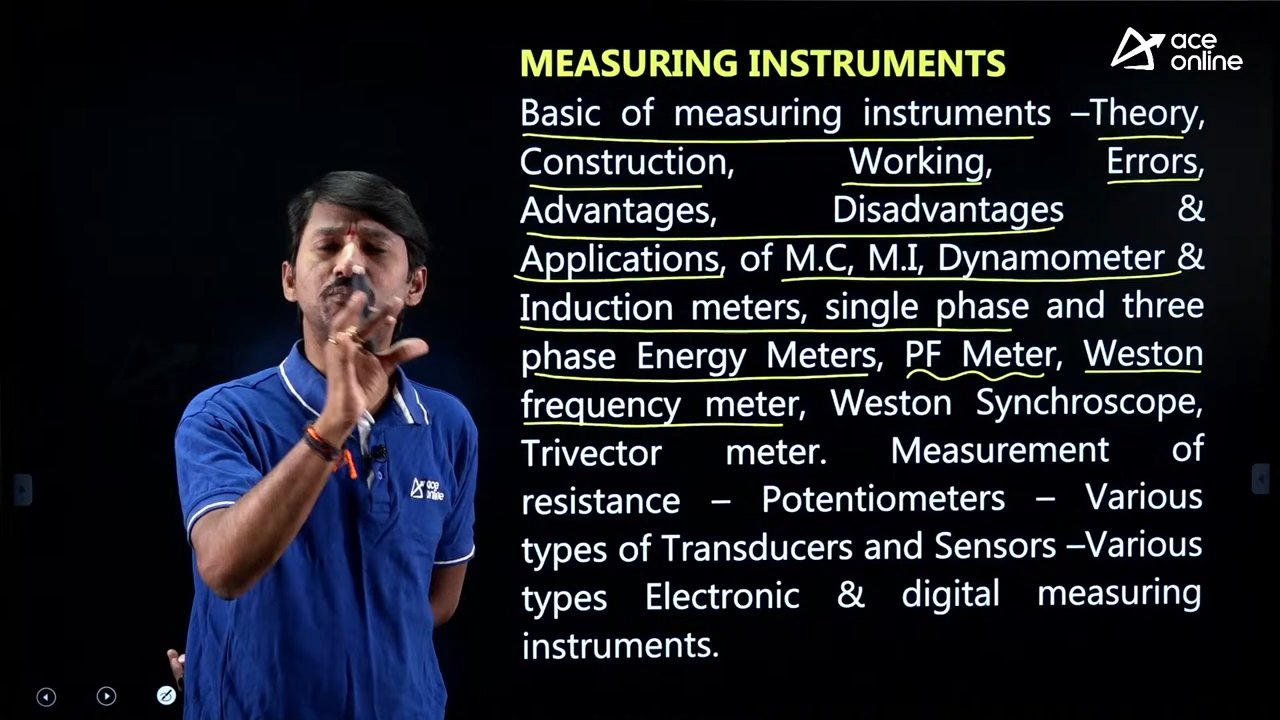 MEASURING INSTRUMENTS
ace
online
Basic of measuring instruments –Theory,
Construction, Working, Errors,
Advantages, Disadvantages &
Applications, of M.C, M.I, Dynamometer &
Induction meters, single phase and three
phase Energy Meters, PF Meter, Weston
frequency meter, Weston Synchroscope,
Trivector meter. Measurement of
resistance – Potentiometers – Various
types of Transducers and Sensors –Various
types Electronic & digital measuring
instruments.
ace
online